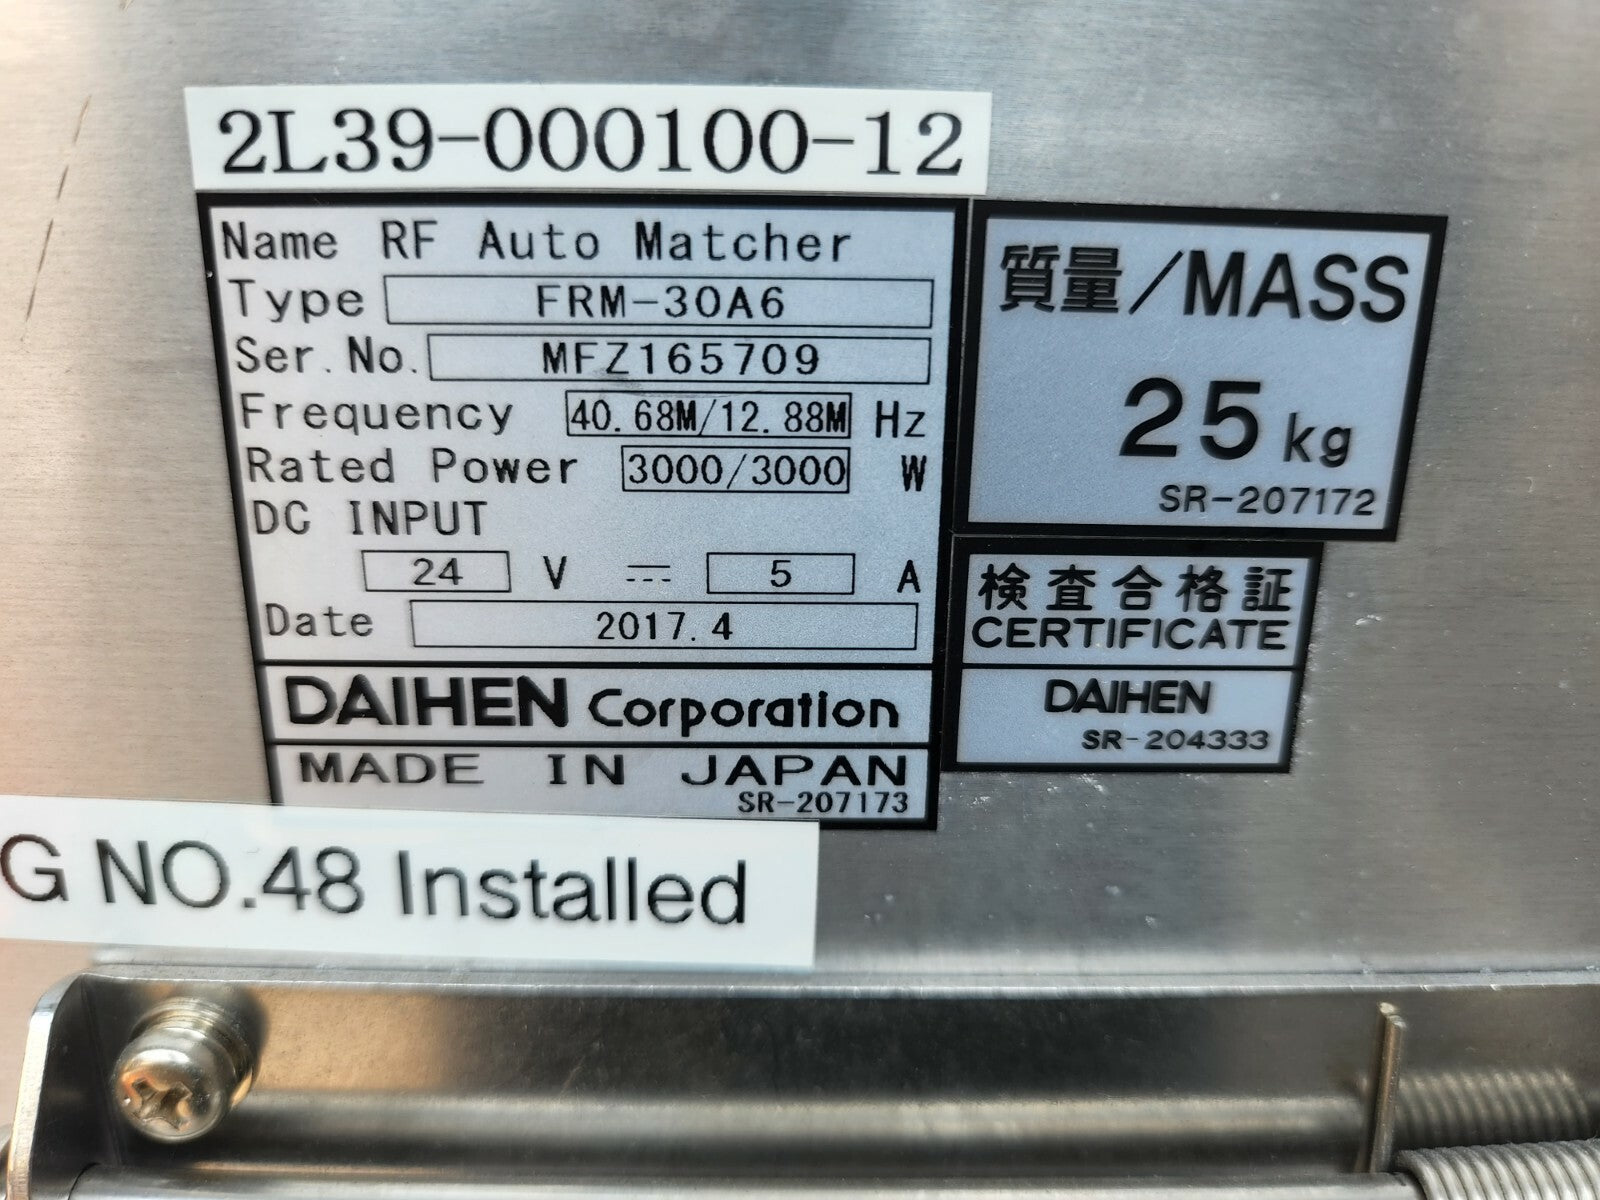 2L39-000100-12
Name RF Auto Matcher
Type FRM-30A6
Ser.No. MFZ165709
Frequency 40.68M/12.88M Hz
Rated Power 3000/3000 W
DC INPUT
24 V ⎓ 5 A
Date 2017.4
DAIHEN Corporation
MADE IN JAPAN
SR-207173
質量/MASS
25 kg
SR-207172
検査合格証
CERTIFICATE
DAIHEN
SR-204333
G NO.48 Installed